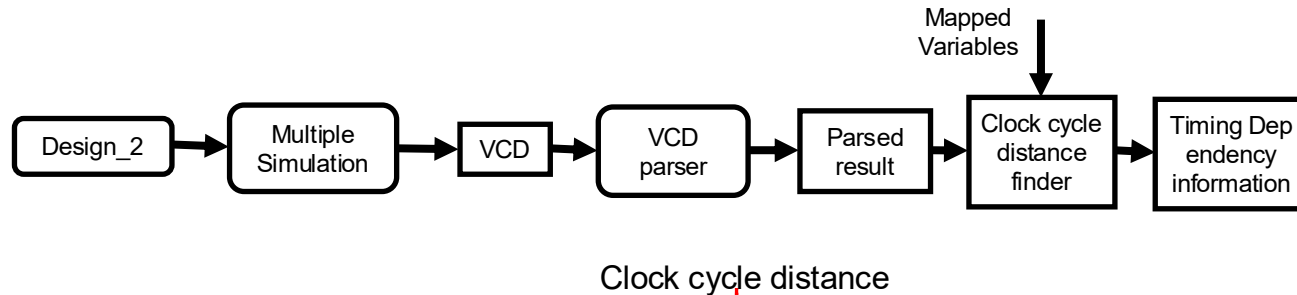 Mapped
Variables
Design_2
Multiple
Simulation
VCD
VCD
parser
Parsed
result
Clock cycle
distance
finder
Timing Dep
endency
information
Clock cycle distance